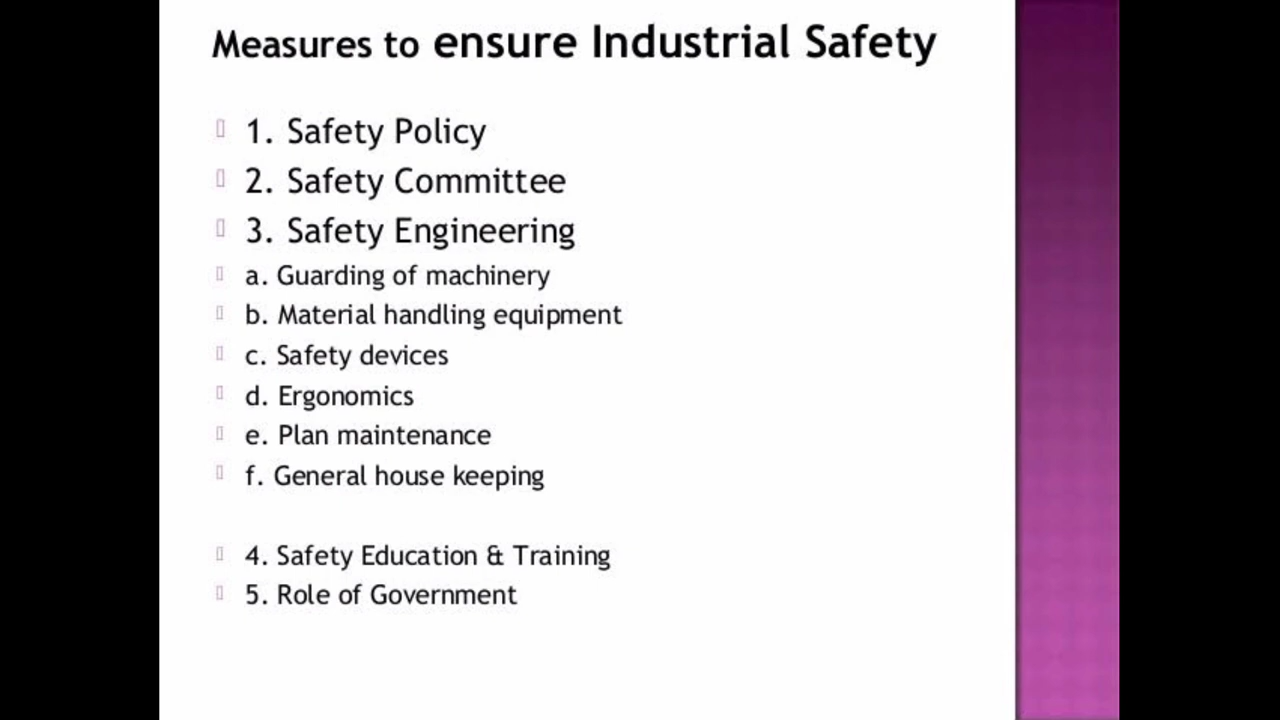 Measures to ensure Industrial Safety
1. Safety Policy
2. Safety Committee
3. Safety Engineering
a. Guarding of machinery
b. Material handling equipment
c. Safety devices
d. Ergonomics
e. Plan maintenance
f. General house keeping
4. Safety Education & Training
5. Role of Government